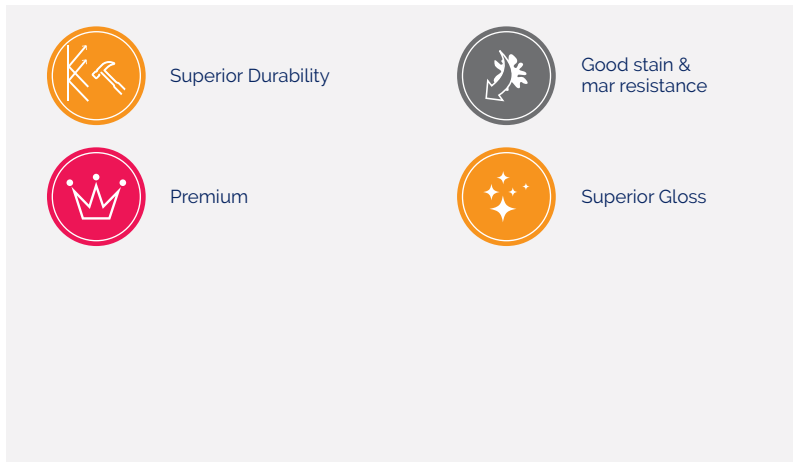 Superior Durability
Good stain &
mar resistance
Premium
Superior Gloss